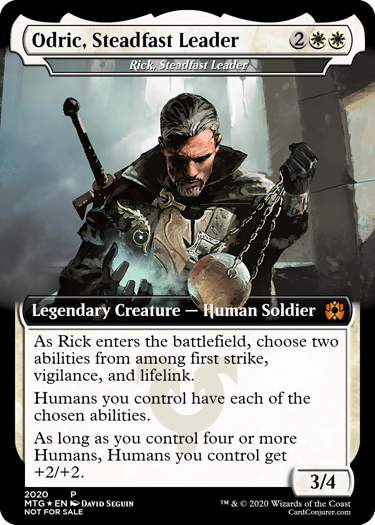 Odric, Steadfast Leader 2
Rick, Steadfast Leader
Legendary Creature — Human Soldier
As Rick enters the battlefield, choose two
abilities from among first strike,
vigilance, and lifelink.
Humans you control have each of the
chosen abilities.
As long as you control four or more
Humans, Humans you control get
+2/+2.
3/4
2020 P
MTG ★ EN DAVID SEGUIN
NOT FOR SALE
™ & © 2020 Wizards of the Coast
CardConjurer.com